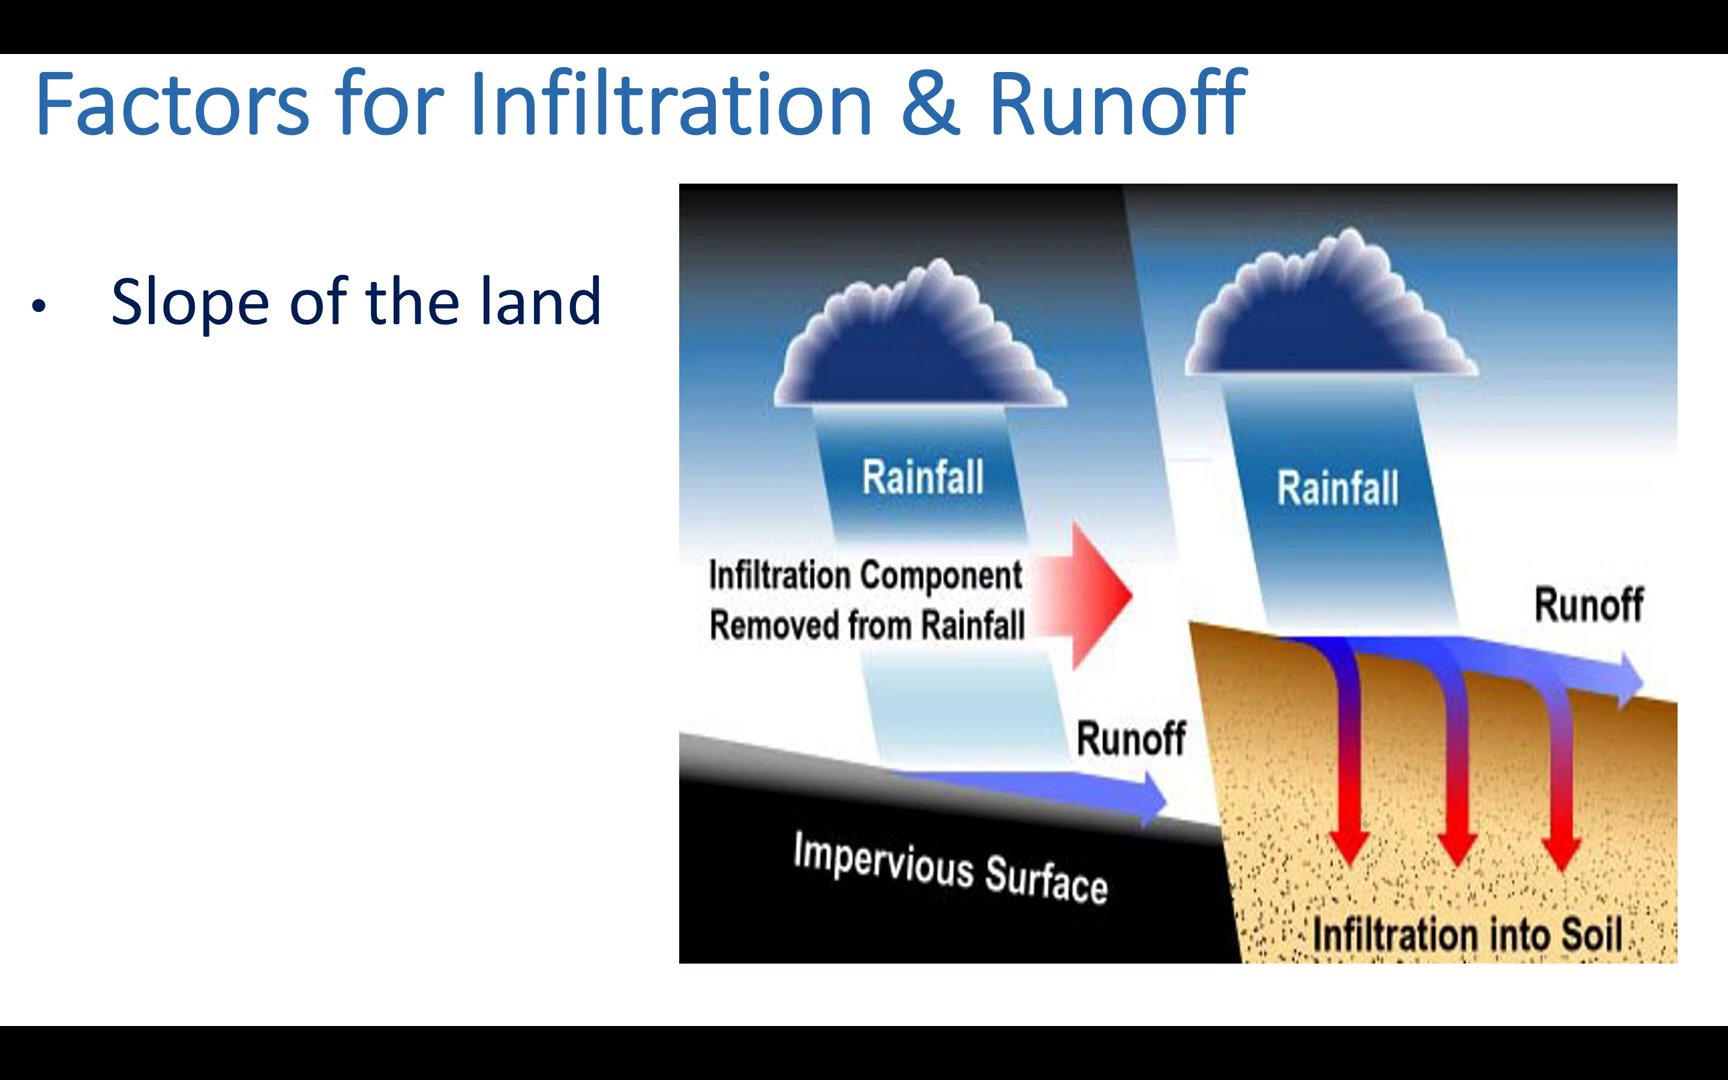 Factors for Infiltration & Runoff
• Slope of the land
Rainfall
Infiltration Component
Removed from Rainfall
Runoff
Impervious Surface
Rainfall
Runoff
Infiltration into Soil